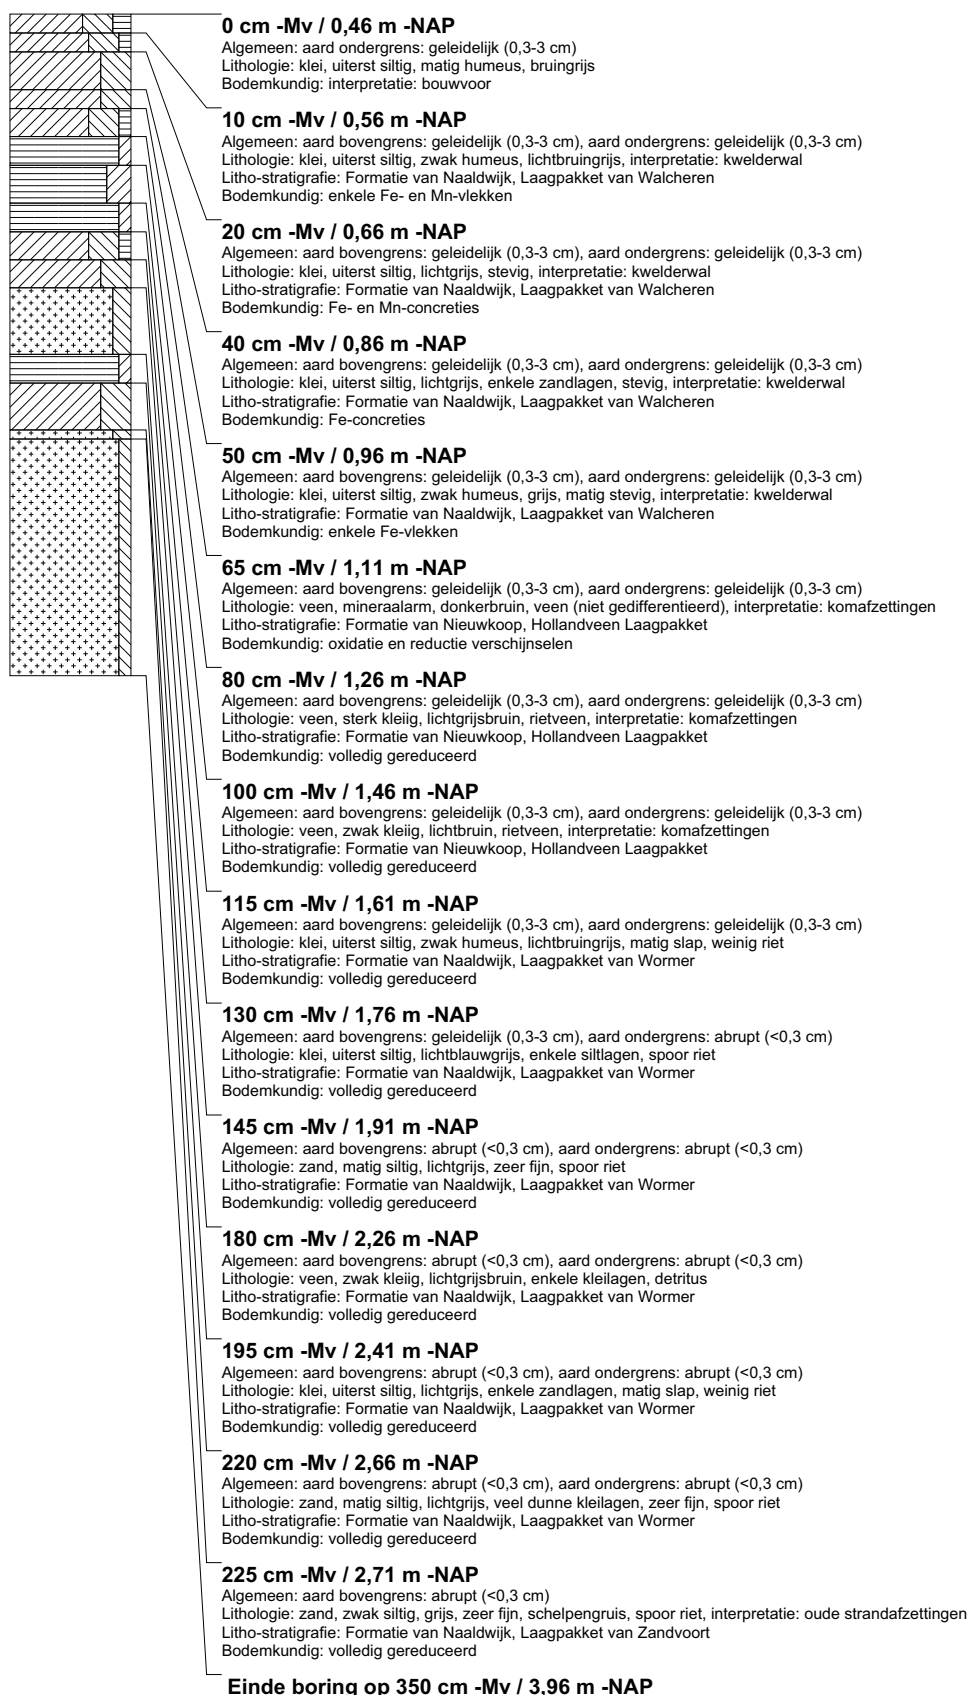 0 cm -Mv / 0,46 m -NAP
Algemeen: aard ondergrens: geleidelijk (0,3-3 cm)
Lithologie: klei, uiterst siltig, matig humeus, bruingrijs
Bodemkundig: interpretatie: bouwvoor
10 cm -Mv / 0,56 m -NAP
Algemeen: aard bovengrens: geleidelijk (0,3-3 cm), aard ondergrens: geleidelijk (0,3-3 cm)
Lithologie: klei, uiterst siltig, zwak humeus, lichtbruingrijs, interpretatie: kwelderwal
Litho-stratigrafie: Formatie van Naaldwijk, Laagpakket van Walcheren
Bodemkundig: enkele Fe- en Mn-vlekken
20 cm -Mv / 0,66 m -NAP
Algemeen: aard bovengrens: geleidelijk (0,3-3 cm), aard ondergrens: geleidelijk (0,3-3 cm)
Lithologie: klei, uiterst siltig, lichtgrijs, stevig, interpretatie: kwelderwal
Litho-stratigrafie: Formatie van Naaldwijk, Laagpakket van Walcheren
Bodemkundig: Fe- en Mn-concreties
40 cm -Mv / 0,86 m -NAP
Algemeen: aard bovengrens: geleidelijk (0,3-3 cm), aard ondergrens: geleidelijk (0,3-3 cm)
Lithologie: klei, uiterst siltig, lichtgrijs, enkele zandlagen, stevig, interpretatie: kwelderwal
Litho-stratigrafie: Formatie van Naaldwijk, Laagpakket van Walcheren
Bodemkundig: Fe-concreties
50 cm -Mv / 0,96 m -NAP
Algemeen: aard bovengrens: geleidelijk (0,3-3 cm), aard ondergrens: geleidelijk (0,3-3 cm)
Lithologie: klei, uiterst siltig, zwak humeus, grijs, matig stevig, interpretatie: kwelderwal
Litho-stratigrafie: Formatie van Naaldwijk, Laagpakket van Walcheren
Bodemkundig: enkele Fe-vlekken
65 cm -Mv / 1,11 m -NAP
Algemeen: aard bovengrens: geleidelijk (0,3-3 cm), aard ondergrens: geleidelijk (0,3-3 cm)
Lithologie: veen, mineraalarm, donkerbruin, veen (niet gedifferentieerd), interpretatie: komafzettingen
Litho-stratigrafie: Formatie van Nieuwkoop, Hollandveen Laagpakket
Bodemkundig: oxidatie en reductie verschijnselen
80 cm -Mv / 1,26 m -NAP
Algemeen: aard bovengrens: geleidelijk (0,3-3 cm), aard ondergrens: geleidelijk (0,3-3 cm)
Lithologie: veen, sterk kleiig, lichtgrijsbruin, rietveen, interpretatie: komafzettingen
Litho-stratigrafie: Formatie van Nieuwkoop, Hollandveen Laagpakket
Bodemkundig: volledig gereduceerd
100 cm -Mv / 1,46 m -NAP
Algemeen: aard bovengrens: geleidelijk (0,3-3 cm), aard ondergrens: geleidelijk (0,3-3 cm)
Lithologie: veen, zwak kleiig, lichtbruin, rietveen, interpretatie: komafzettingen
Litho-stratigrafie: Formatie van Nieuwkoop, Hollandveen Laagpakket
Bodemkundig: volledig gereduceerd
115 cm -Mv / 1,61 m -NAP
Algemeen: aard bovengrens: geleidelijk (0,3-3 cm), aard ondergrens: geleidelijk (0,3-3 cm)
Lithologie: klei, uiterst siltig, zwak humeus, lichtbruingrijs, matig slap, weinig riet
Litho-stratigrafie: Formatie van Naaldwijk, Laagpakket van Wormer
Bodemkundig: volledig gereduceerd
130 cm -Mv / 1,76 m -NAP
Algemeen: aard bovengrens: geleidelijk (0,3-3 cm), aard ondergrens: abrupt (<0,3 cm)
Lithologie: klei, uiterst siltig, lichtblauwgrijs, enkele siltlagen, spoor riet
Litho-stratigrafie: Formatie van Naaldwijk, Laagpakket van Wormer
Bodemkundig: volledig gereduceerd
145 cm -Mv / 1,91 m -NAP
Algemeen: aard bovengrens: abrupt (<0,3 cm), aard ondergrens: abrupt (<0,3 cm)
Lithologie: zand, matig siltig, lichtgrijs, zeer fijn, spoor riet
Litho-stratigrafie: Formatie van Naaldwijk, Laagpakket van Wormer
Bodemkundig: volledig gereduceerd
180 cm -Mv / 2,26 m -NAP
Algemeen: aard bovengrens: abrupt (<0,3 cm), aard ondergrens: abrupt (<0,3 cm)
Lithologie: veen, zwak kleiig, lichtgrijsbruin, enkele kleilagen, detritus
Litho-stratigrafie: Formatie van Naaldwijk, Laagpakket van Wormer
Bodemkundig: volledig gereduceerd
195 cm -Mv / 2,41 m -NAP
Algemeen: aard bovengrens: abrupt (<0,3 cm), aard ondergrens: abrupt (<0,3 cm)
Lithologie: klei, uiterst siltig, lichtgrijs, enkele zandlagen, matig slap, weinig riet
Litho-stratigrafie: Formatie van Naaldwijk, Laagpakket van Wormer
Bodemkundig: volledig gereduceerd
220 cm -Mv / 2,66 m -NAP
Algemeen: aard bovengrens: abrupt (<0,3 cm), aard ondergrens: abrupt (<0,3 cm)
Lithologie: zand, matig siltig, lichtgrijs, veel dunne kleilagen, zeer fijn, spoor riet
Litho-stratigrafie: Formatie van Naaldwijk, Laagpakket van Wormer
Bodemkundig: volledig gereduceerd
225 cm -Mv / 2,71 m -NAP
Algemeen: aard bovengrens: abrupt (<0,3 cm)
Lithologie: zand, zwak siltig, grijs, zeer fijn, schelpengruis, spoor riet, interpretatie: oude strandafzettingen
Litho-stratigrafie: Formatie van Naaldwijk, Laagpakket van Zandvoort
Bodemkundig: volledig gereduceerd
Einde boring op 350 cm -Mv / 3,96 m -NAP